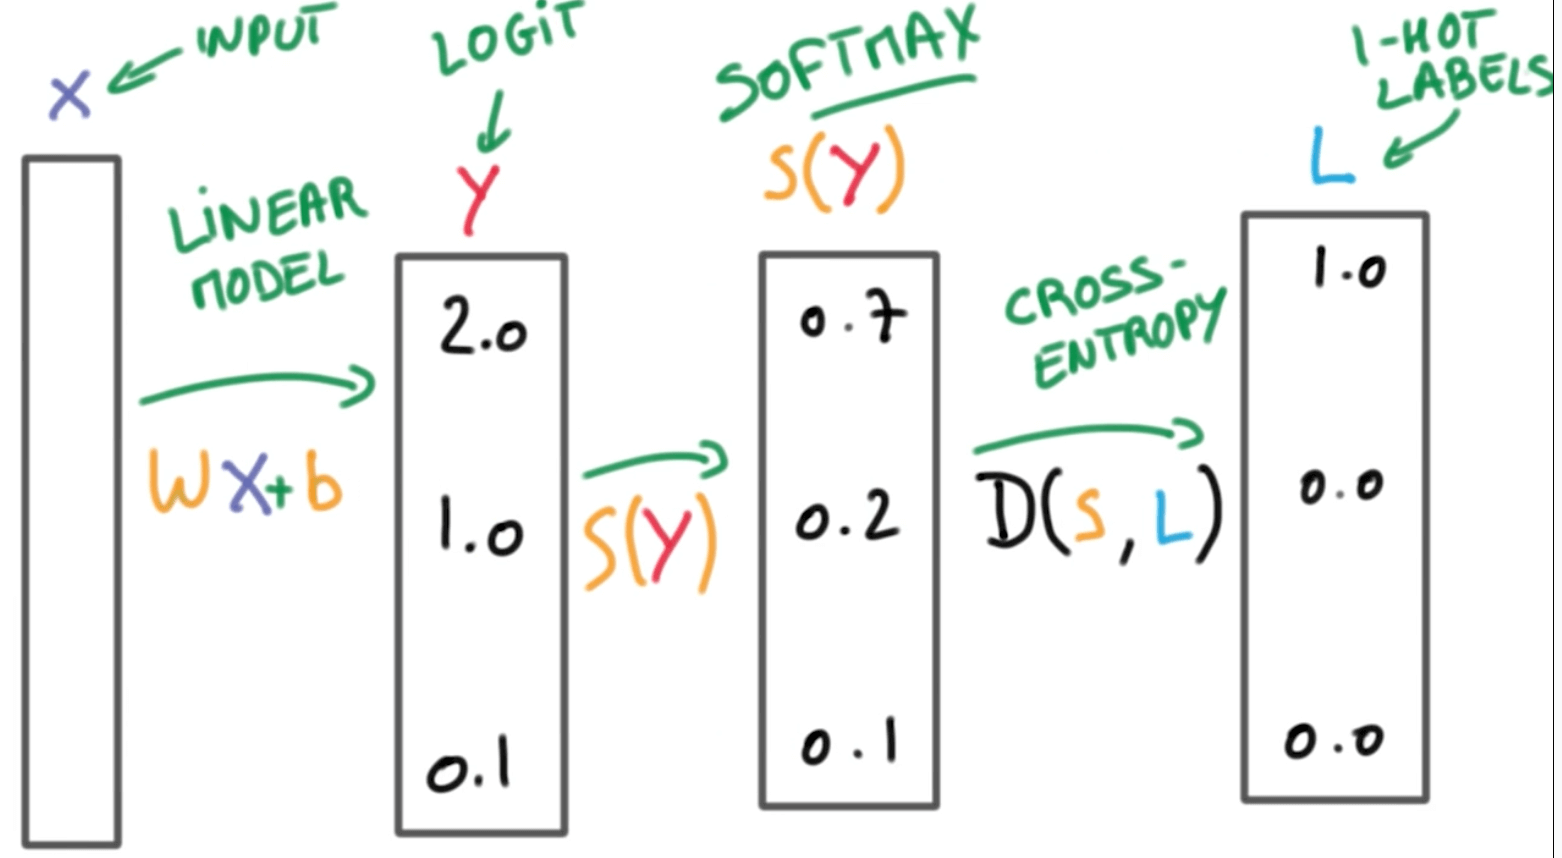 X
INPUT
LINEAR
MODEL
WX+b
LOGIT
Y
2.0
1.0
0.1
S(Y)
SOFTMAX
S(Y)
0.7
0.2
0.1
CROSS-
ENTROPY
D(S,L)
1-HOT
LABELS
L
1.0
0.0
0.0